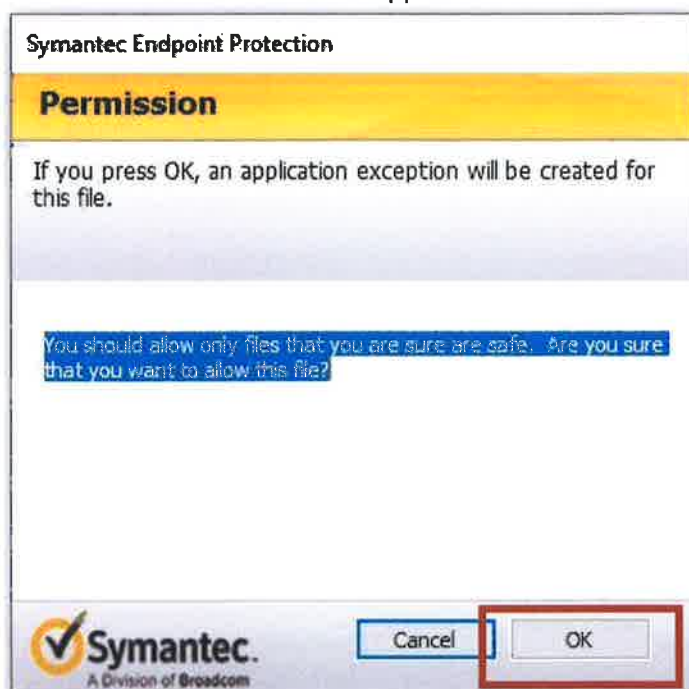 Symantec Endpoint Protection
Permission
If you press OK, an application exception will be created for
this file.
You should allow only files that you are sure are safe. Are you sure
that you want to allow this file?
Symantec.
A Division of Broadcom
Cancel
OK